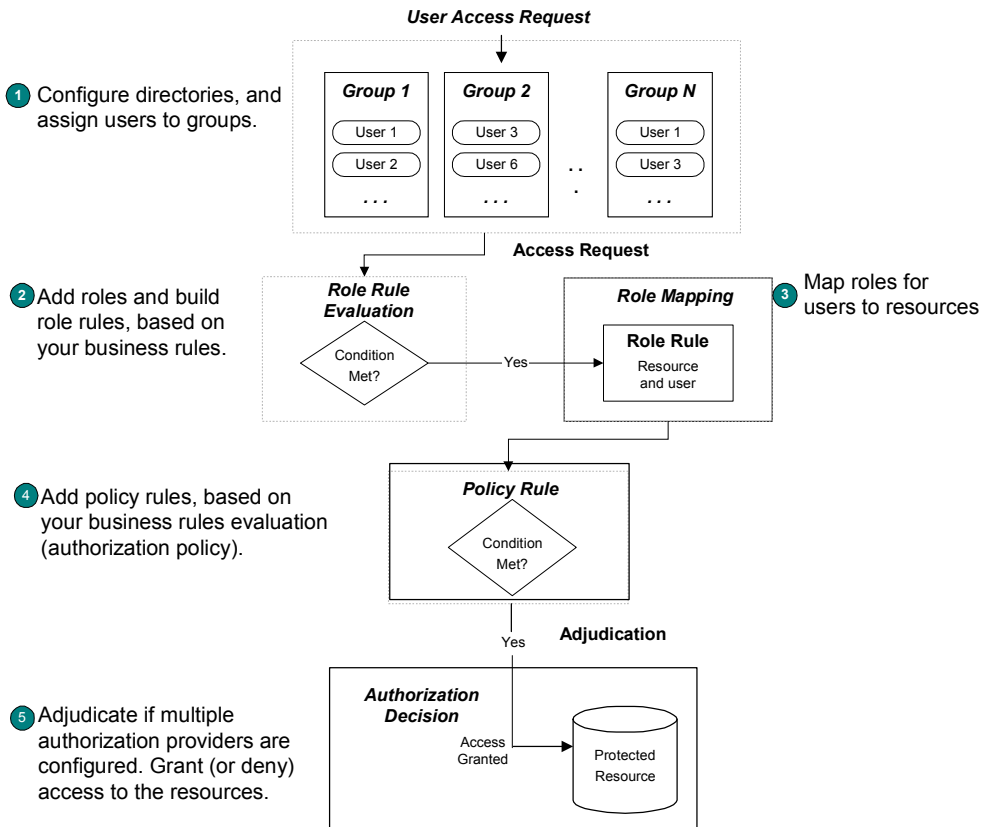 User Access Request
1 Configure directories, and
assign users to groups.
Group 1
User 1
User 2
. . .
Group 2
User 3
User 6
. . .
. .
.
Group N
User 1
User 3
. . .
Access Request
2 Add roles and build
role rules, based on
your business rules.
Role Rule
Evaluation
Condition
Met?
Yes
Role Mapping
Role Rule
Resource
and user
3 Map roles for
users to resources
4 Add policy rules, based on
your business rules evaluation
(authorization policy).
Policy Rule
Condition
Met?
Yes
Adjudication
5 Adjudicate if multiple
authorization providers are
configured. Grant (or deny)
access to the resources.
Authorization
Decision
Access
Granted
Protected
Resource